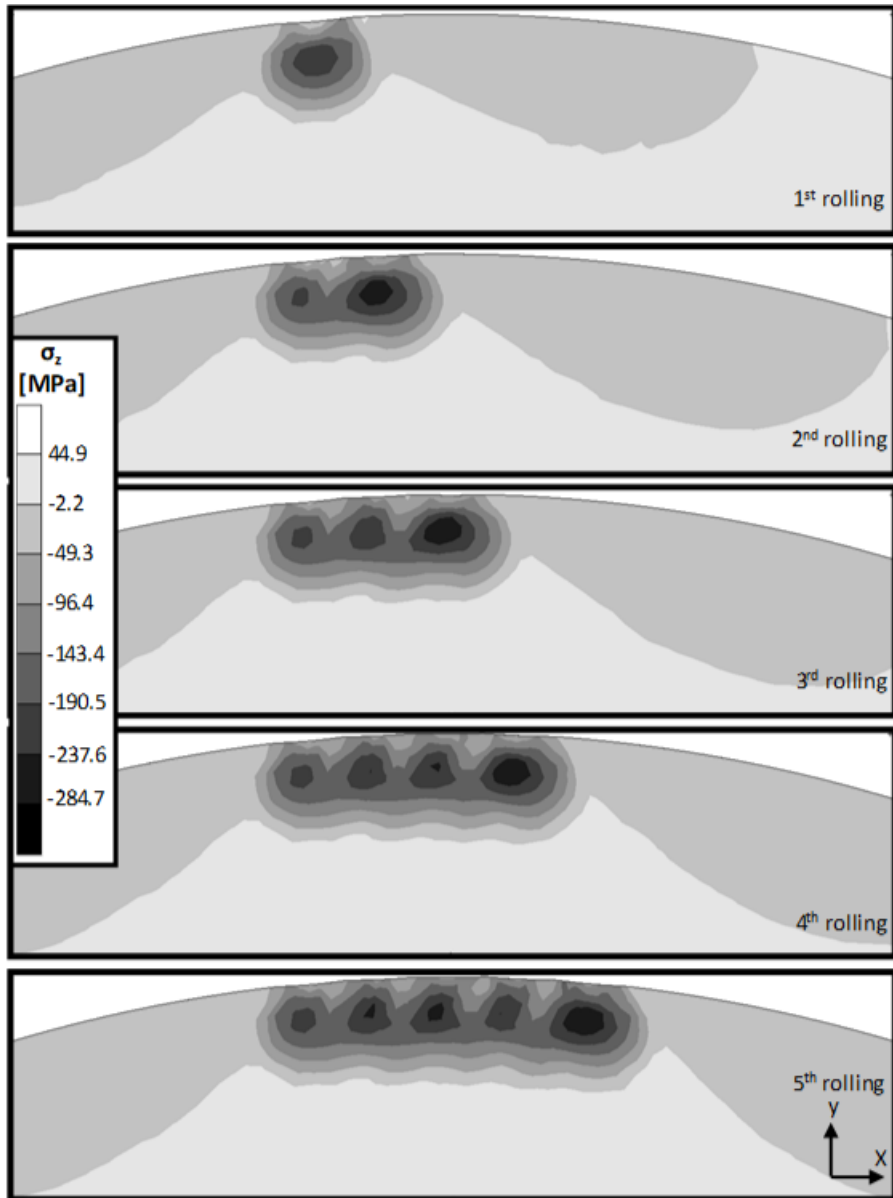 1st rolling
2nd rolling
σz
[MPa]
44.9
-2.2
-49.3
-96.4
-143.4
-190.5
-237.6
-284.7
3rd rolling
4th rolling
5th rolling
y
X